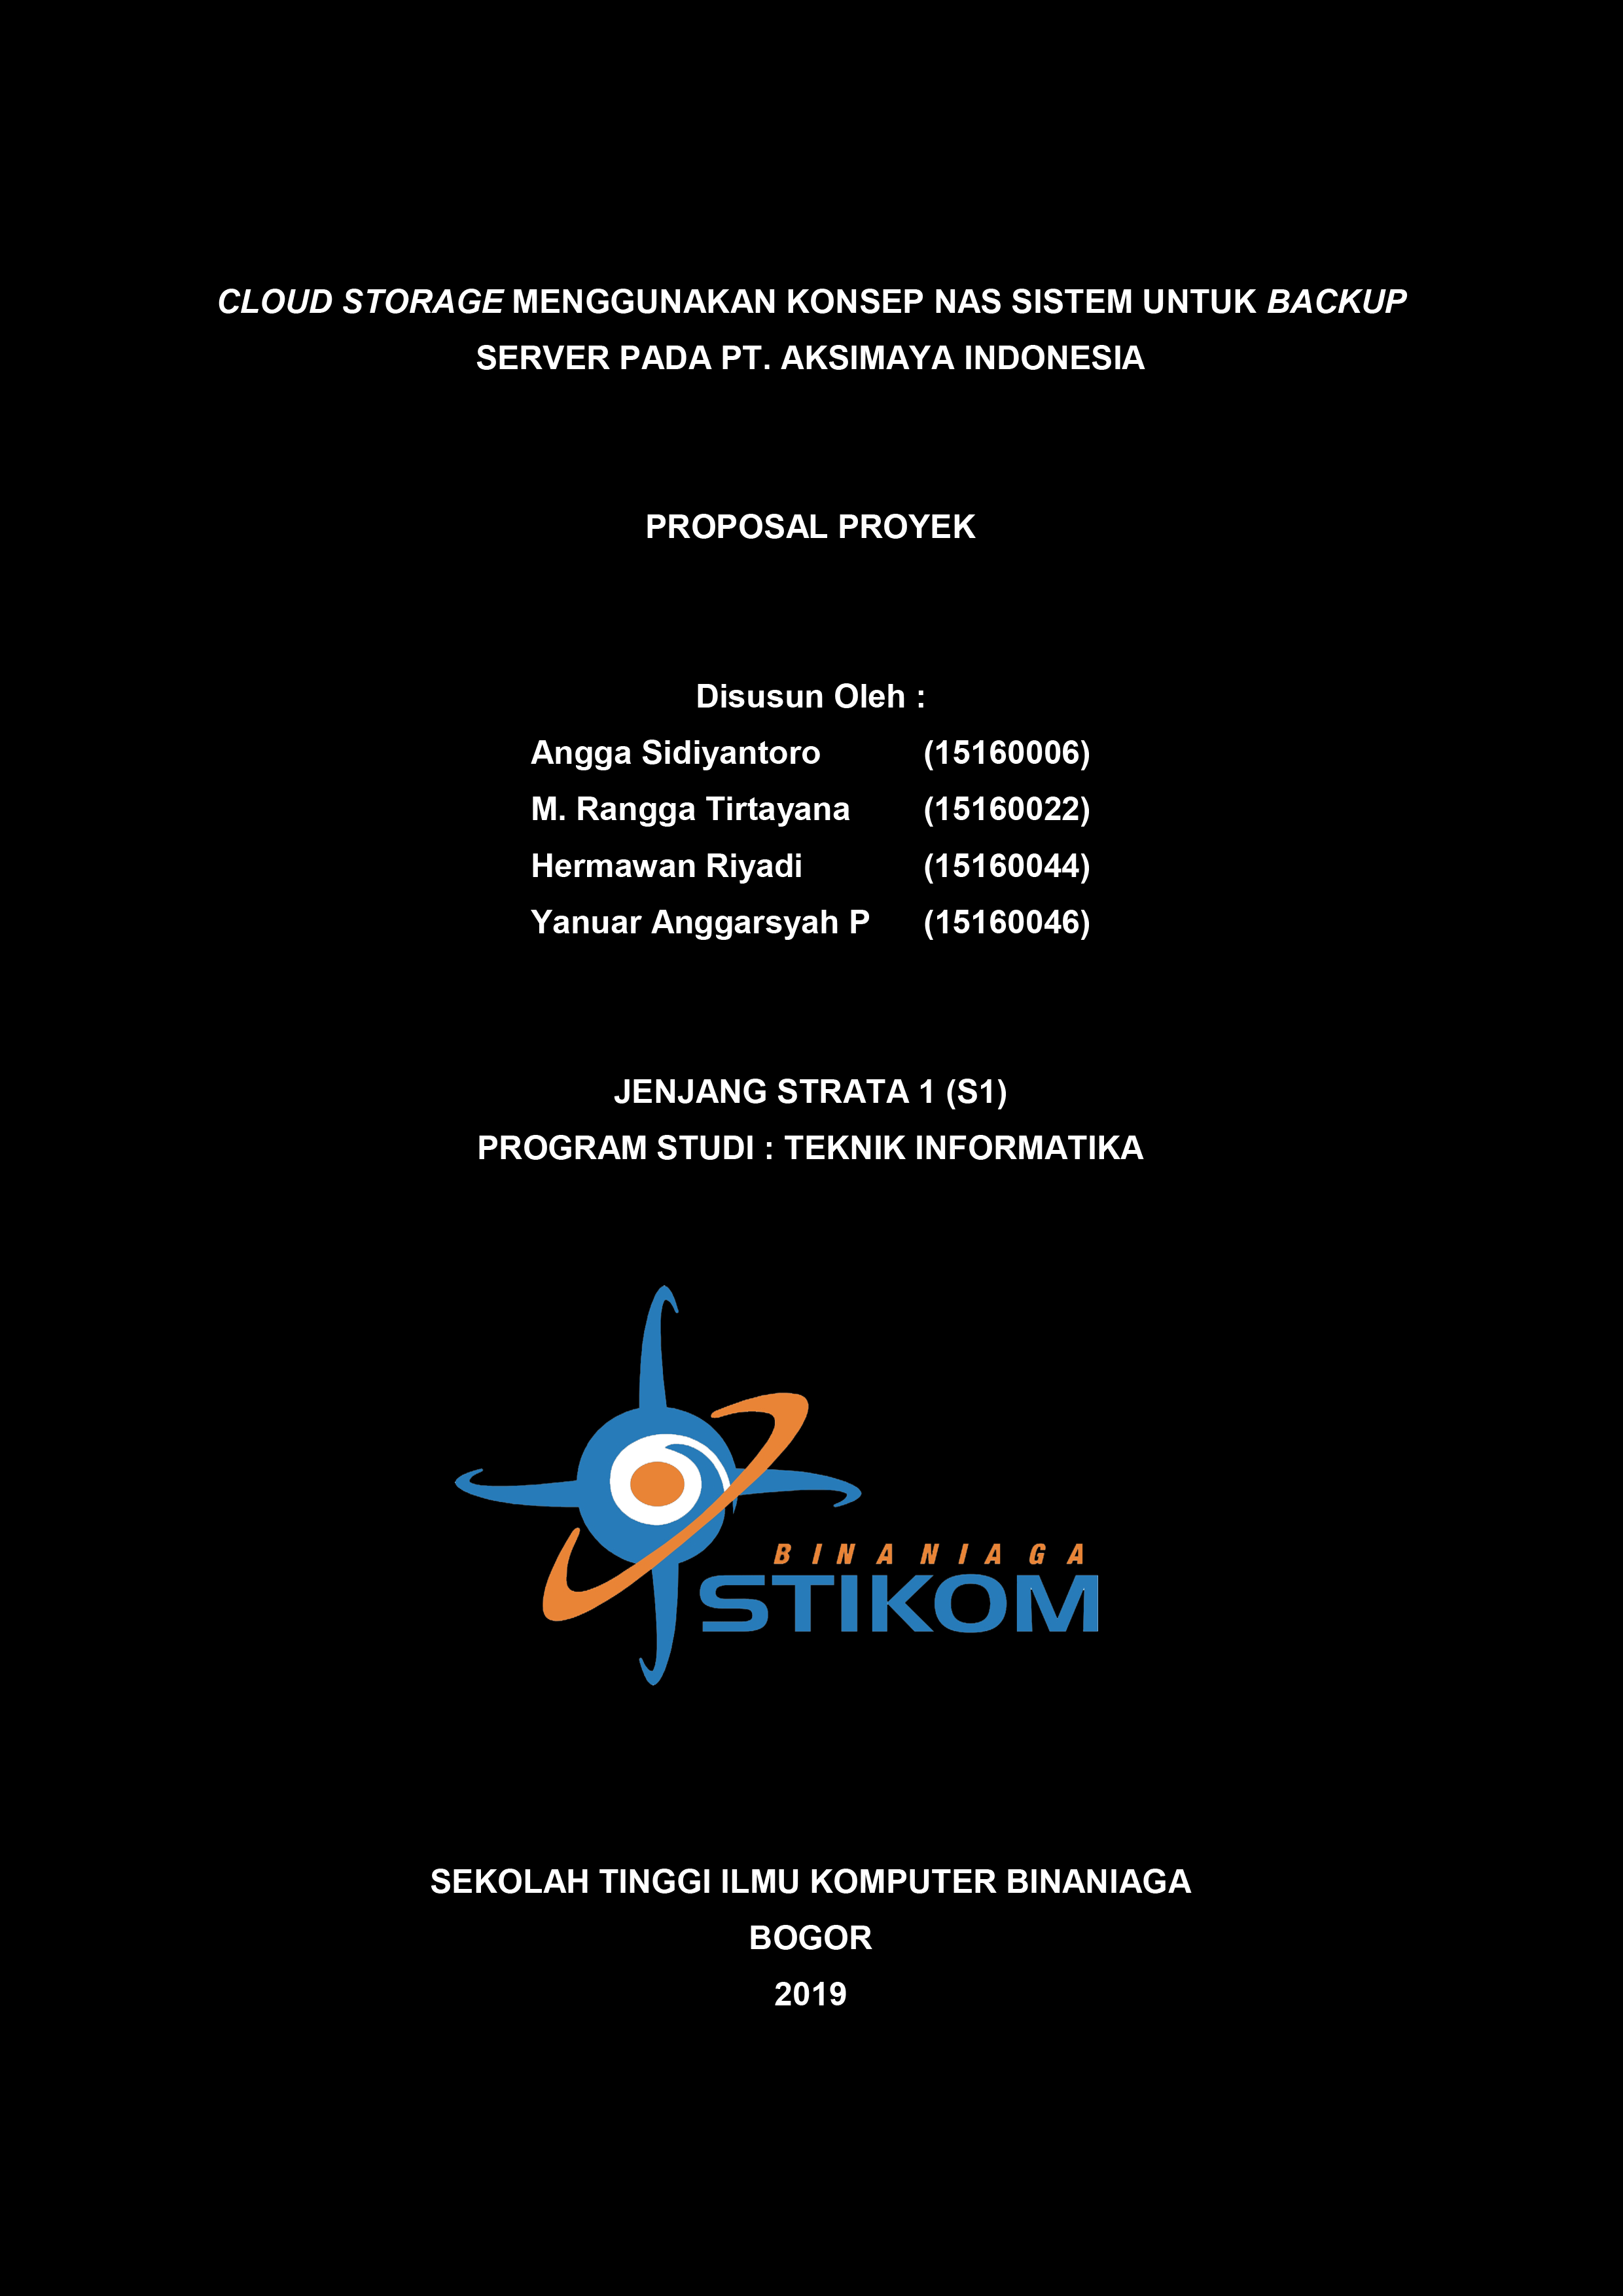 CLOUD STORAGE MENGGUNAKAN KONSEP NAS SISTEM UNTUK BACKUP
SERVER PADA PT. AKSIMAYA INDONESIA
PROPOSAL PROYEK
Disusun Oleh :
Angga Sidiyantoro (15160006)
M. Rangga Tirtayana (15160022)
Hermawan Riyadi (15160044)
Yanuar Anggarsyah P (15160046)
JENJANG STRATA 1 (S1)
PROGRAM STUDI : TEKNIK INFORMATIKA
BINANIAGA
STIKOM
SEKOLAH TINGGI ILMU KOMPUTER BINANIAGA
BOGOR
2019